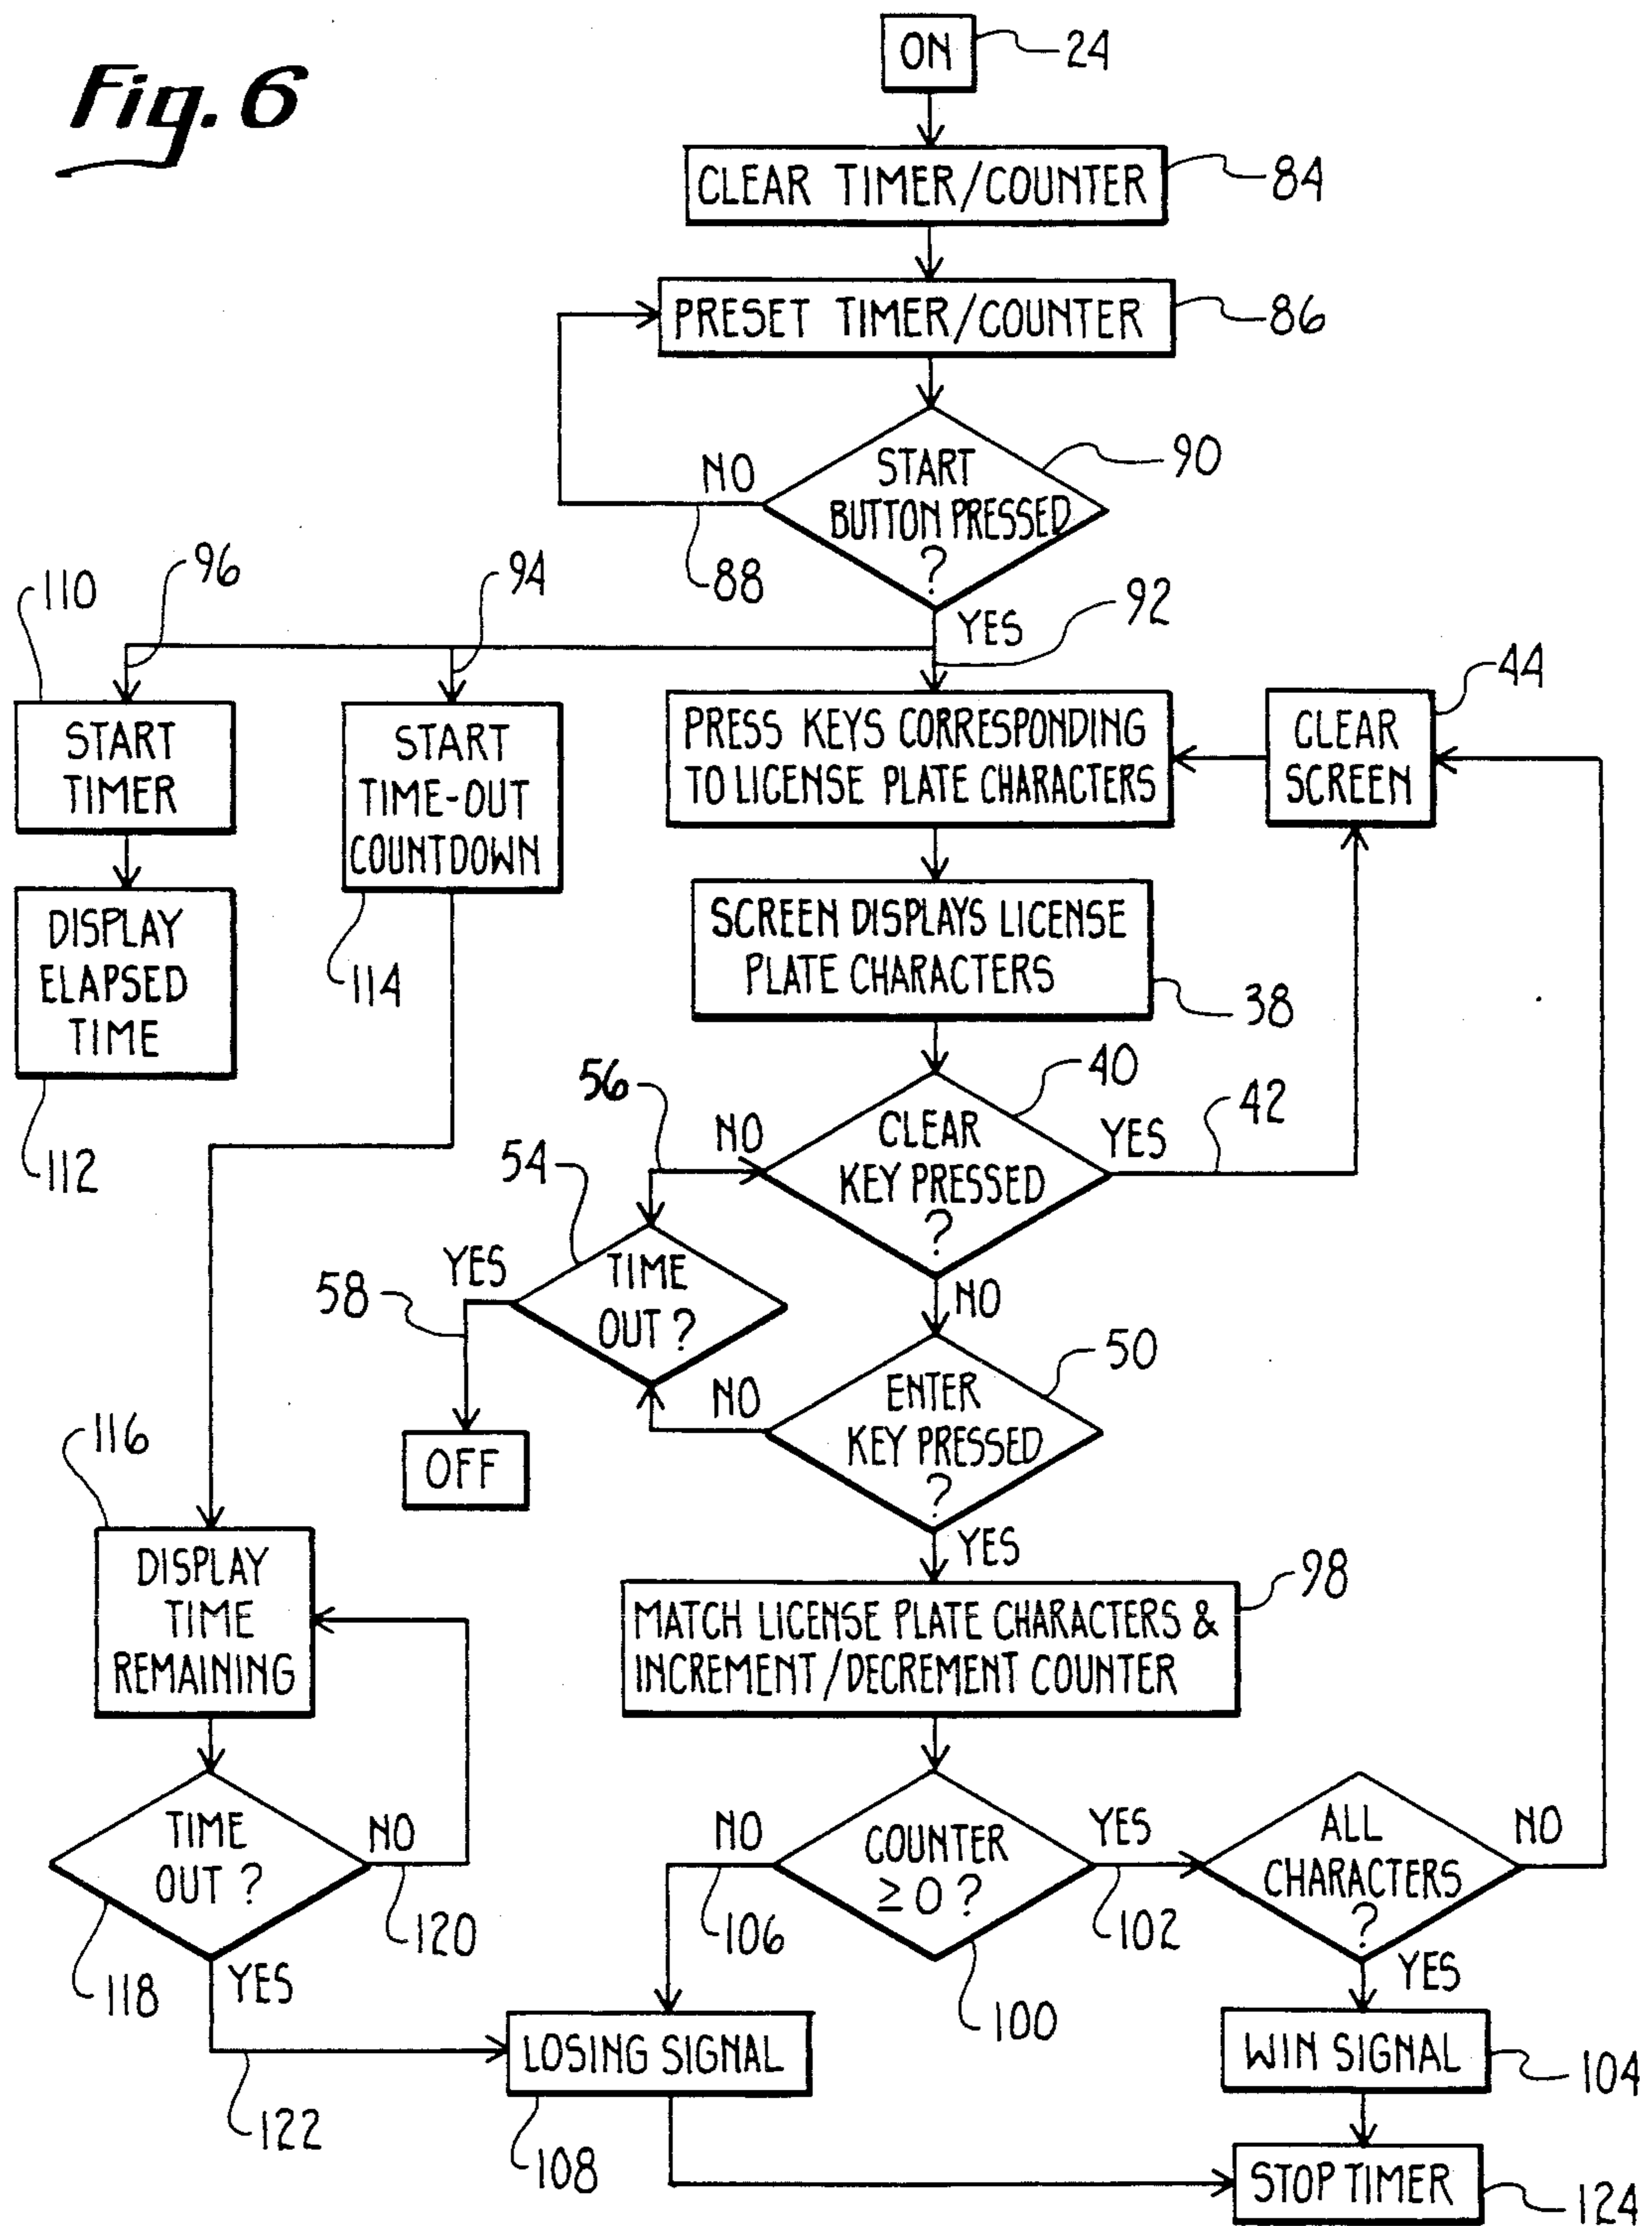 Fig. 6
ON
24
CLEAR TIMER/COUNTER
84
PRESET TIMER/COUNTER
86
START
BUTTON PRESSED
?
90
NO
88
YES
92
96
94
110
START
TIMER
START
TIME-OUT
COUNTDOWN
114
PRESS KEYS CORRESPONDING
TO LICENSE PLATE CHARACTERS
CLEAR
SCREEN
44
DISPLAY
ELAPSED
TIME
112
SCREEN DISPLAYS LICENSE
PLATE CHARACTERS
38
CLEAR
KEY PRESSED
?
40
YES
42
NO
56
54
TIME
OUT ?
YES
58
OFF
NO
ENTER
KEY PRESSED
?
50
NO
YES
116
DISPLAY
TIME
REMAINING
MATCH LICENSE PLATE CHARACTERS &
INCREMENT/DECREMENT COUNTER
98
TIME
OUT ?
118
NO
120
YES
122
COUNTER
≥ 0 ?
100
NO
106
YES
102
ALL
CHARACTERS
?
NO
YES
LOSING SIGNAL
108
WIN SIGNAL
104
STOP TIMER
124